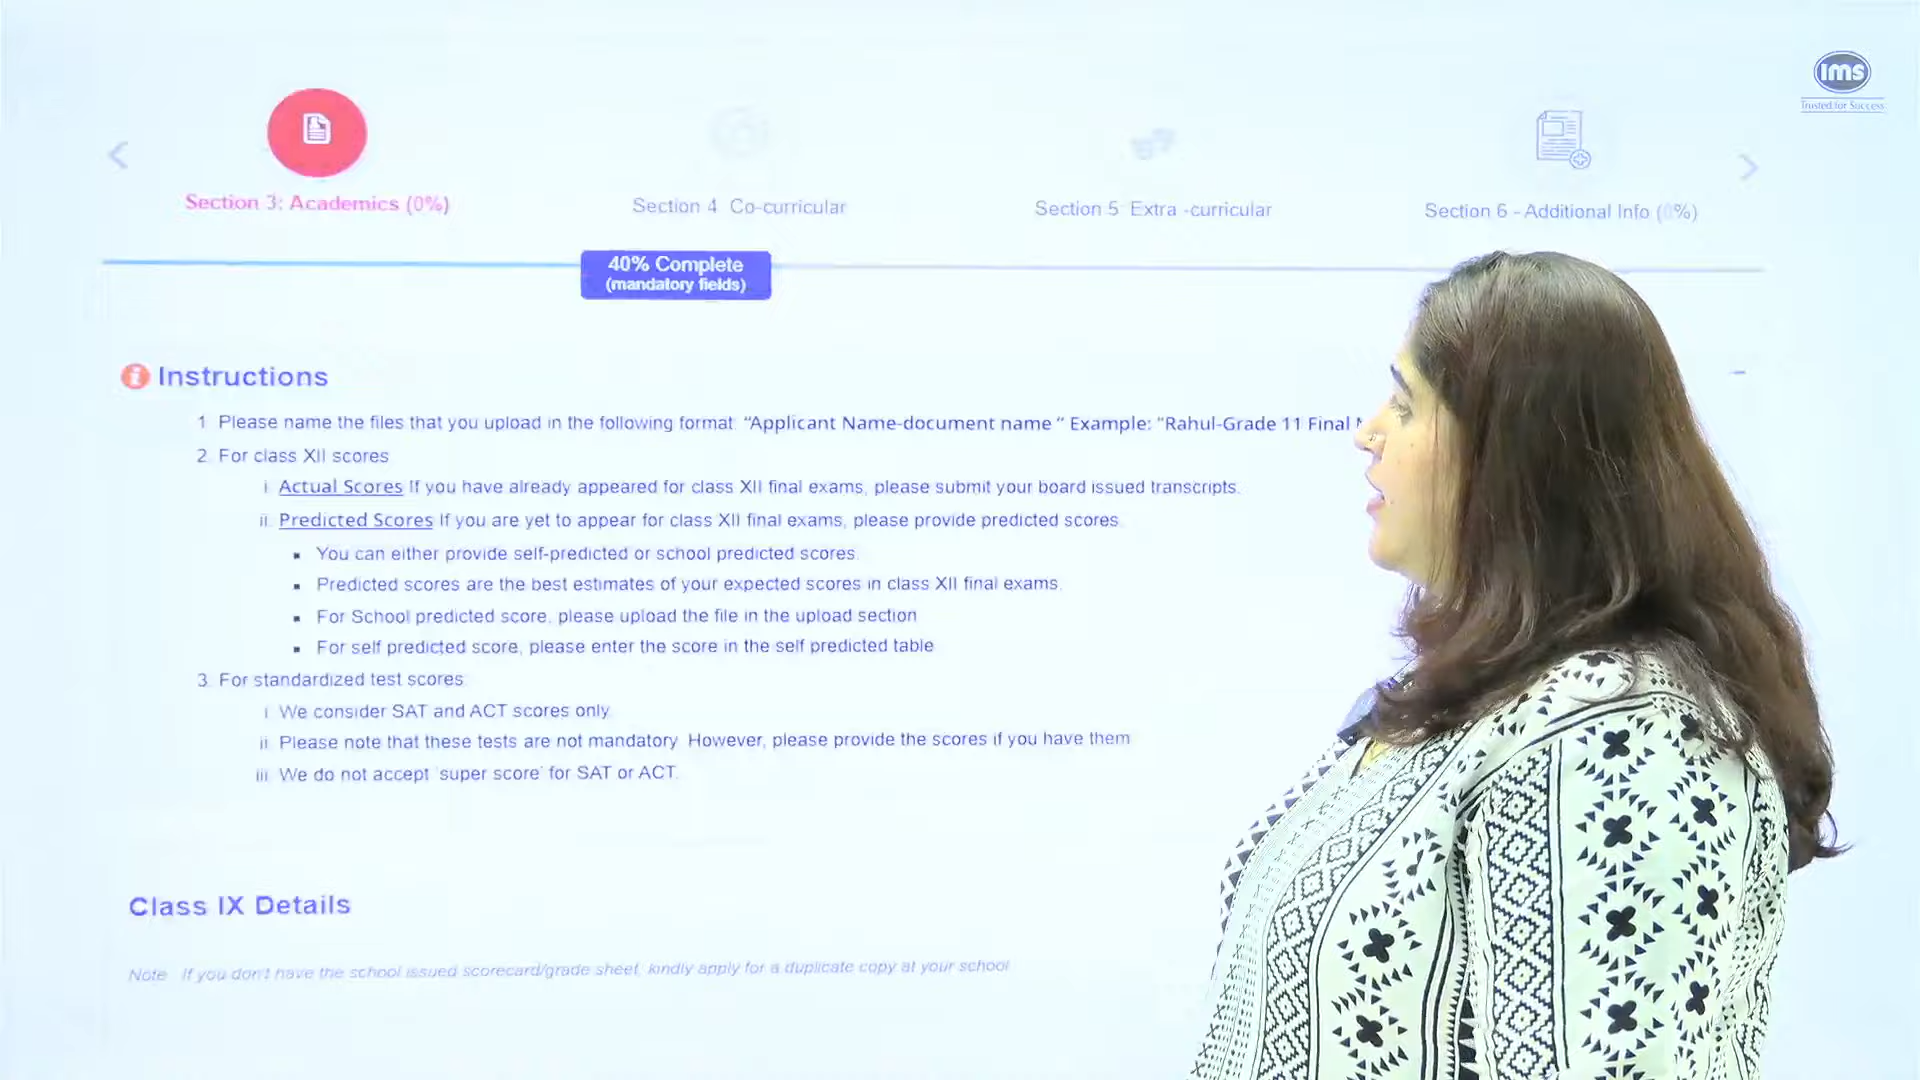 ims
Trusted for Success
Section 3: Academics (0%)
Section 4 Co-curricular
Section 5 Extra -curricular
Section 6 - Additional Info (0%)
40% Complete
(mandatory fields)
Instructions
1 Please name the files that you upload in the following format: "Applicant Name-document name " Example: "Rahul-Grade 11 Final
2. For class XII scores
i. Actual Scores If you have already appeared for class XII final exams, please submit your board issued transcripts.
ii. Predicted Scores If you are yet to appear for class XII final exams, please provide predicted scores.
▪ You can either provide self-predicted or school predicted scores.
▪ Predicted scores are the best estimates of your expected scores in class XII final exams.
▪ For School predicted score, please upload the file in the upload section
▪ For self predicted score, please enter the score in the self predicted table
3. For standardized test scores:
i. We consider SAT and ACT scores only.
ii. Please note that these tests are not mandatory. However, please provide the scores if you have them
iii. We do not accept 'super score' for SAT or ACT.
Class IX Details
Note : If you don't have the school issued scorecard/grade sheet, kindly apply for a duplicate copy at your school